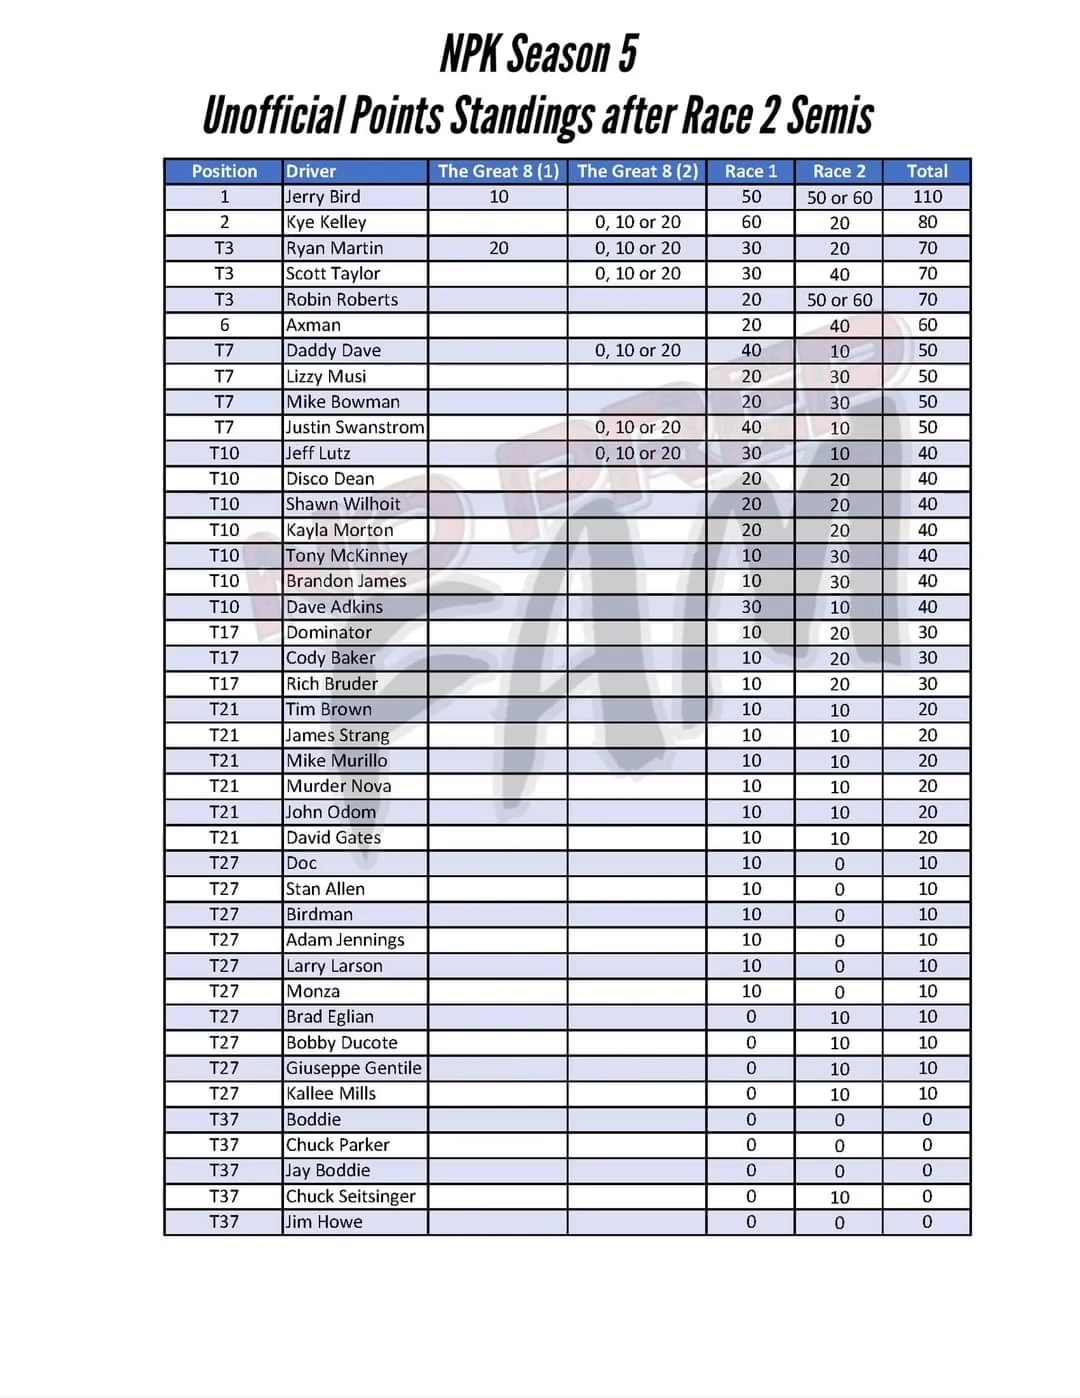 NPK Season 5
Unofficial Points Standings after Race 2 Semis
Position Driver The Great 8 (1) The Great 8 (2) Race 1 Race 2 Total
1 Jerry Bird 10 50 50 or 60 110
2 Kye Kelley 0, 10 or 20 60 20 80
T3 Ryan Martin 20 0, 10 or 20 30 20 70
T3 Scott Taylor 0, 10 or 20 30 40 70
T3 Robin Roberts 20 50 or 60 70
6 Axman 20 40 60
T7 Daddy Dave 0, 10 or 20 40 10 50
T7 Lizzy Musi 20 30 50
T7 Mike Bowman 20 30 50
T7 Justin Swanstrom 0, 10 or 20 40 10 50
T10 Jeff Lutz 0, 10 or 20 30 10 40
T10 Disco Dean 20 20 40
T10 Shawn Wilhoit 20 20 40
T10 Kayla Morton 20 20 40
T10 Tony McKinney 10 30 40
T10 Brandon James 10 30 40
T10 Dave Adkins 30 10 40
T17 Dominator 10 20 30
T17 Cody Baker 10 20 30
T17 Rich Bruder 10 20 30
T21 Tim Brown 10 10 20
T21 James Strang 10 10 20
T21 Mike Murillo 10 10 20
T21 Murder Nova 10 10 20
T21 John Odom 10 10 20
T21 David Gates 10 10 20
T27 Doc 10 0 10
T27 Stan Allen 10 0 10
T27 Birdman 10 0 10
T27 Adam Jennings 10 0 10
T27 Larry Larson 10 0 10
T27 Monza 10 0 10
T27 Brad Eglian 0 10 10
T27 Bobby Ducote 0 10 10
T27 Giuseppe Gentile 0 10 10
T27 Kallee Mills 0 10 10
T37 Boddie 0 0 0
T37 Chuck Parker 0 0 0
T37 Jay Boddie 0 0 0
T37 Chuck Seitsinger 0 10 0
T37 Jim Howe 0 0 0
NO PREP
FAM